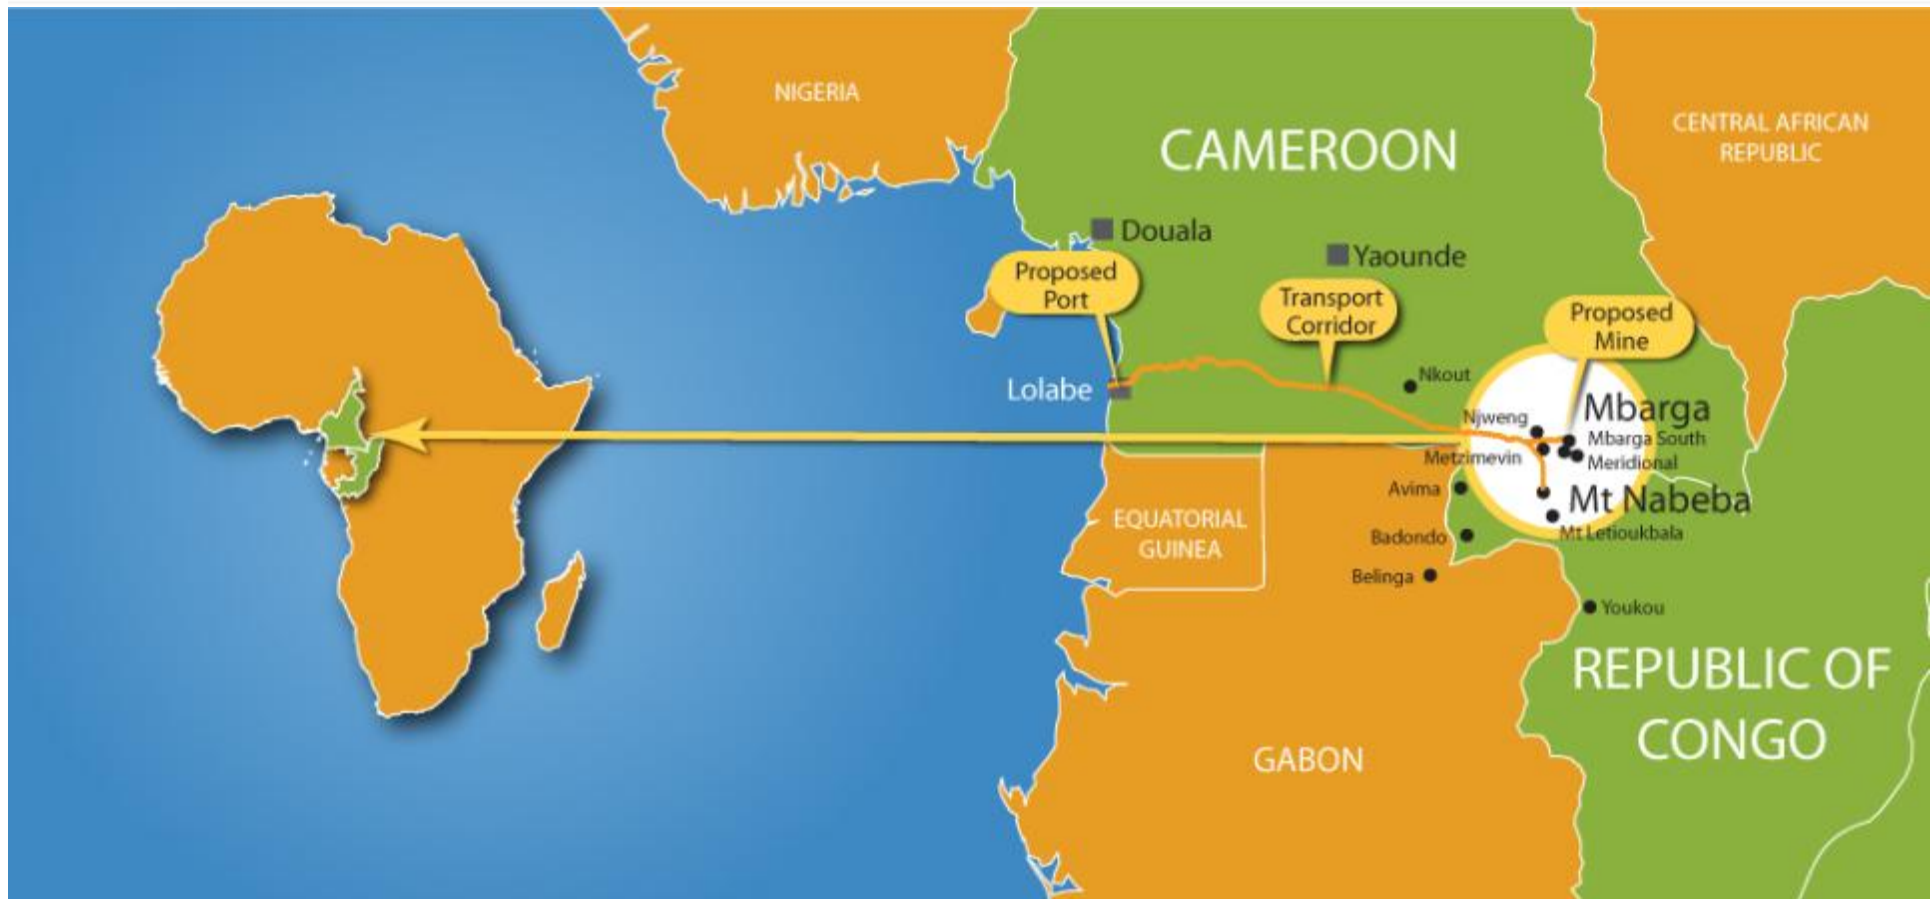 NIGERIA
CENTRAL AFRICAN
REPUBLIC
CAMEROON
Douala
Yaounde
Proposed
Port
Transport
Corridor
Proposed
Mine
Lolabe
Nkout
Mbarga
Njweng
Mbarga South
Metzimevin
Meridional
Avima
Mt Nabeba
EQUATORIAL
GUINEA
Mt Letioukbala
Badondo
Belinga
Youkou
REPUBLIC OF
CONGO
GABON